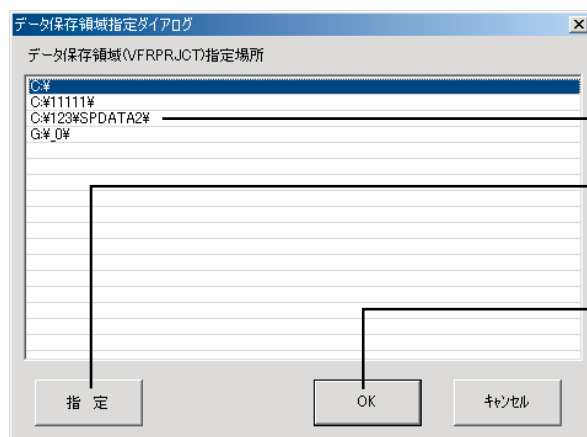 データ保存領域指定ダイアログ
データ保存領域(VFRPRJCT)指定場所
C:¥
C:¥11111¥
C:¥123¥SPDATA2¥
G:¥_0¥
指 定
OK
キャンセル